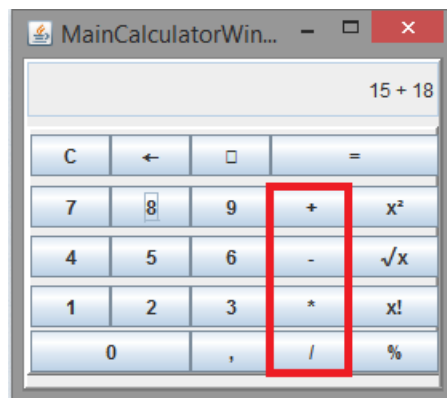 MainCalculatorWin...
15 + 18
C ← □ =
7 8 9 + x²
4 5 6 - √x
1 2 3 * x!
0 , / %